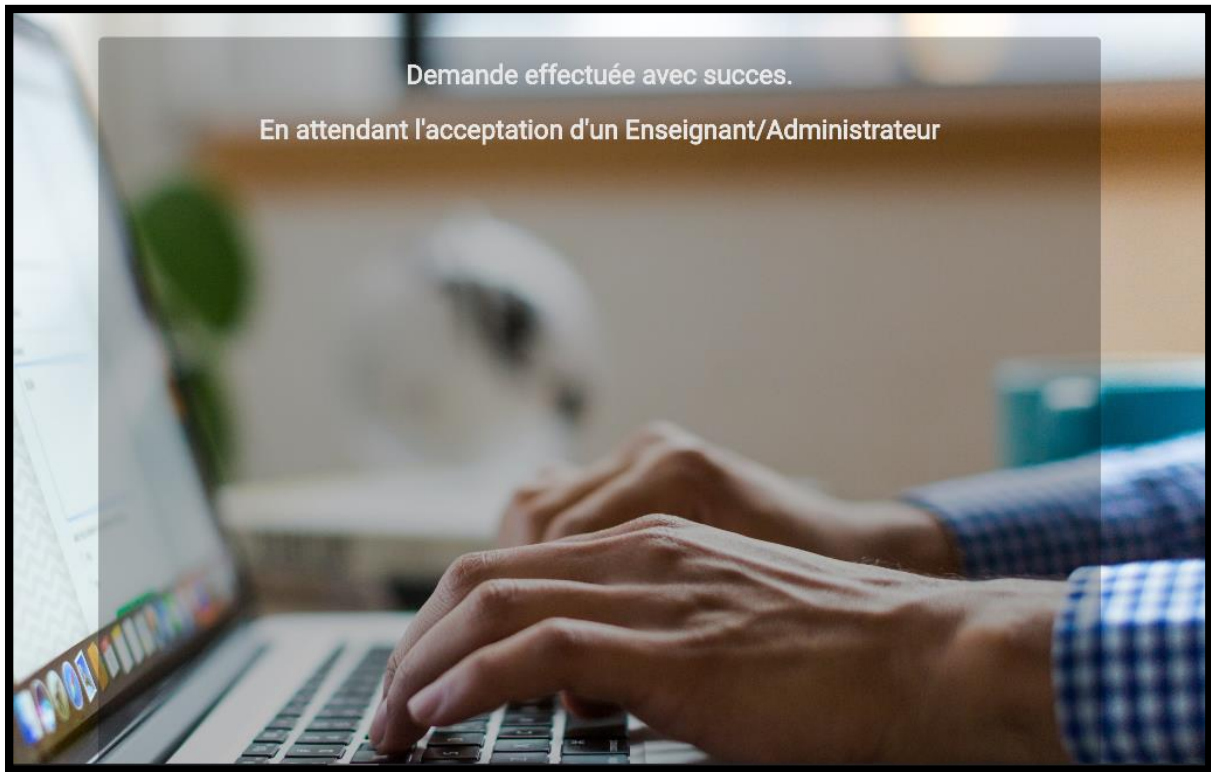 Demande effectuée avec succes.
En attendant l'acceptation d'un Enseignant/Administrateur